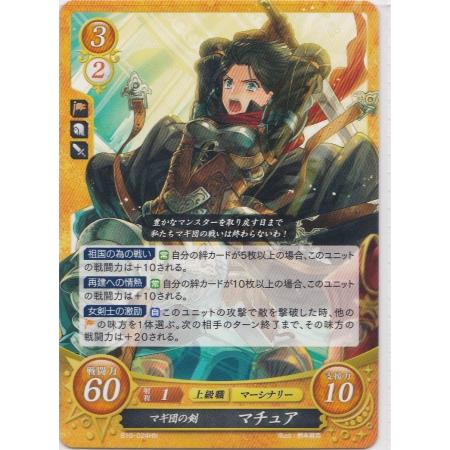 3
2
豊かなマンスターを取り戻す日まで
私たちマギ団の戦いは終わらないわ！
祖国の為の戦い 常 自分の絆カードが5枚以上の場合、このユニット
の戦闘力は＋10される。
再建への情熱 常 自分の絆カードが10枚以上の場合、このユニッ
トの戦闘力は＋10される。
女剣士の激励 自 このユニットの攻撃で敵を撃破した時、他の
味方を1体選ぶ。次の相手のターン終了まで、その味方の
戦闘力は＋20される。
戦闘力
60
射程 1
上級職
マーシナリー
支援力
10
マギ団の剣 マチュア
B16-024HN